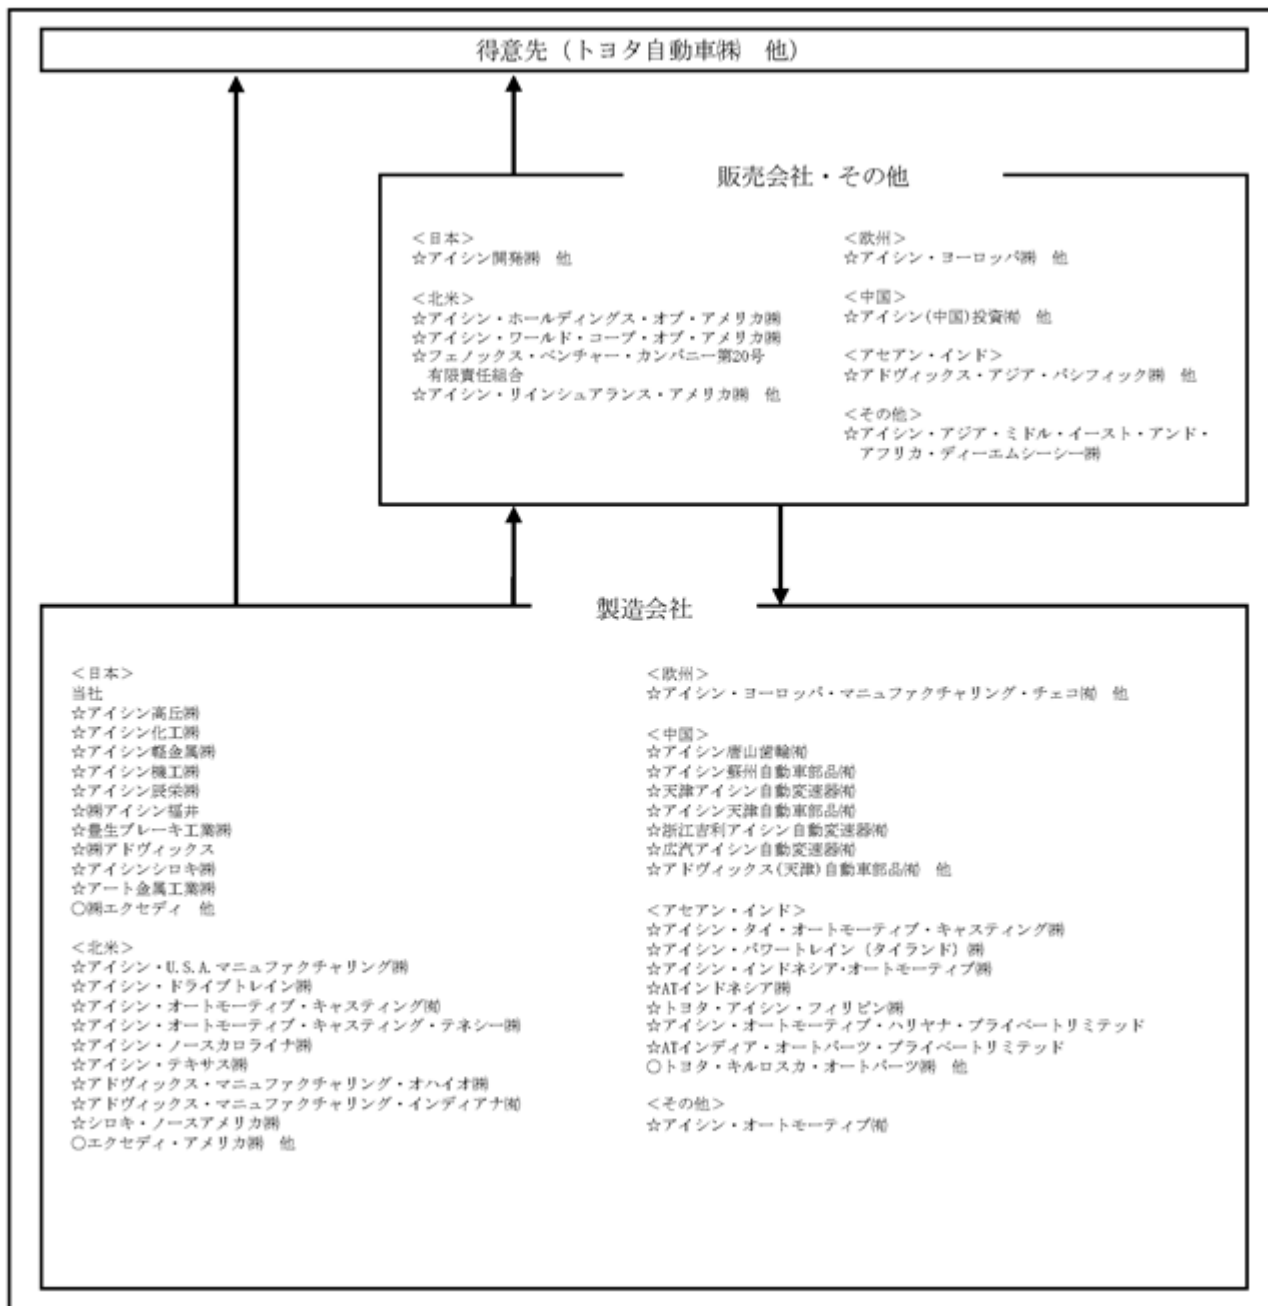 得意先（トヨタ自動車㈱　他）
販売会社・その他
＜日本＞
☆アイシン開発㈱　他
＜北米＞
☆アイシン・ホールディングス・オブ・アメリカ㈱
☆アイシン・ワールド・コープ・オブ・アメリカ㈱
☆フェノックス・ベンチャー・カンパニー第20号
有限責任組合
☆アイシン・リインシュアランス・アメリカ㈱　他
＜欧州＞
☆アイシン・ヨーロッパ㈱　他
＜中国＞
☆アイシン(中国)投資㈲　他
＜アセアン・インド＞
☆アドヴィックス・アジア・パシフィック㈱　他
＜その他＞
☆アイシン・アジア・ミドル・イースト・アンド・
アフリカ・ディーエムシーシー㈱
製造会社
＜日本＞
当社
☆アイシン高丘㈱
☆アイシン化工㈱
☆アイシン軽金属㈱
☆アイシン機工㈱
☆アイシン辰栄㈱
☆㈱アイシン福井
☆豊生ブレーキ工業㈱
☆㈱アドヴィックス
☆アイシンシロキ㈱
☆アート金属工業㈱
○㈱エクセディ　他
＜北米＞
☆アイシン・U.S.A.マニュファクチャリング㈱
☆アイシン・ドライブトレイン㈱
☆アイシン・オートモーティブ・キャスティング㈲
☆アイシン・オートモーティブ・キャスティング・テネシー㈱
☆アイシン・ノースカロライナ㈱
☆アイシン・テキサス㈱
☆アドヴィックス・マニュファクチャリング・オハイオ㈱
☆アドヴィックス・マニュファクチャリング・インディアナ㈲
☆シロキ・ノースアメリカ㈱
○エクセディ・アメリカ㈱　他
＜欧州＞
☆アイシン・ヨーロッパ・マニュファクチャリング・チェコ㈲　他
＜中国＞
☆アイシン唐山歯輪㈲
☆アイシン蘇州自動車部品㈲
☆天津アイシン自動変速器㈲
☆アイシン天津自動車部品㈲
☆浙江吉利アイシン自動変速器㈲
☆広汽アイシン自動変速器㈲
☆アドヴィックス(天津)自動車部品㈲　他
＜アセアン・インド＞
☆アイシン・タイ・オートモーティブ・キャスティング㈱
☆アイシン・パワートレイン（タイランド）㈱
☆アイシン・インドネシア・オートモーティブ㈱
☆ATインドネシア㈱
☆トヨタ・アイシン・フィリピン㈱
☆アイシン・オートモーティブ・ハリヤナ・プライベートリミテッド
☆ATインディア・オートパーツ・プライベートリミテッド
○トヨタ・キルロスカ・オートパーツ㈱　他
＜その他＞
☆アイシン・オートモーティブ㈲